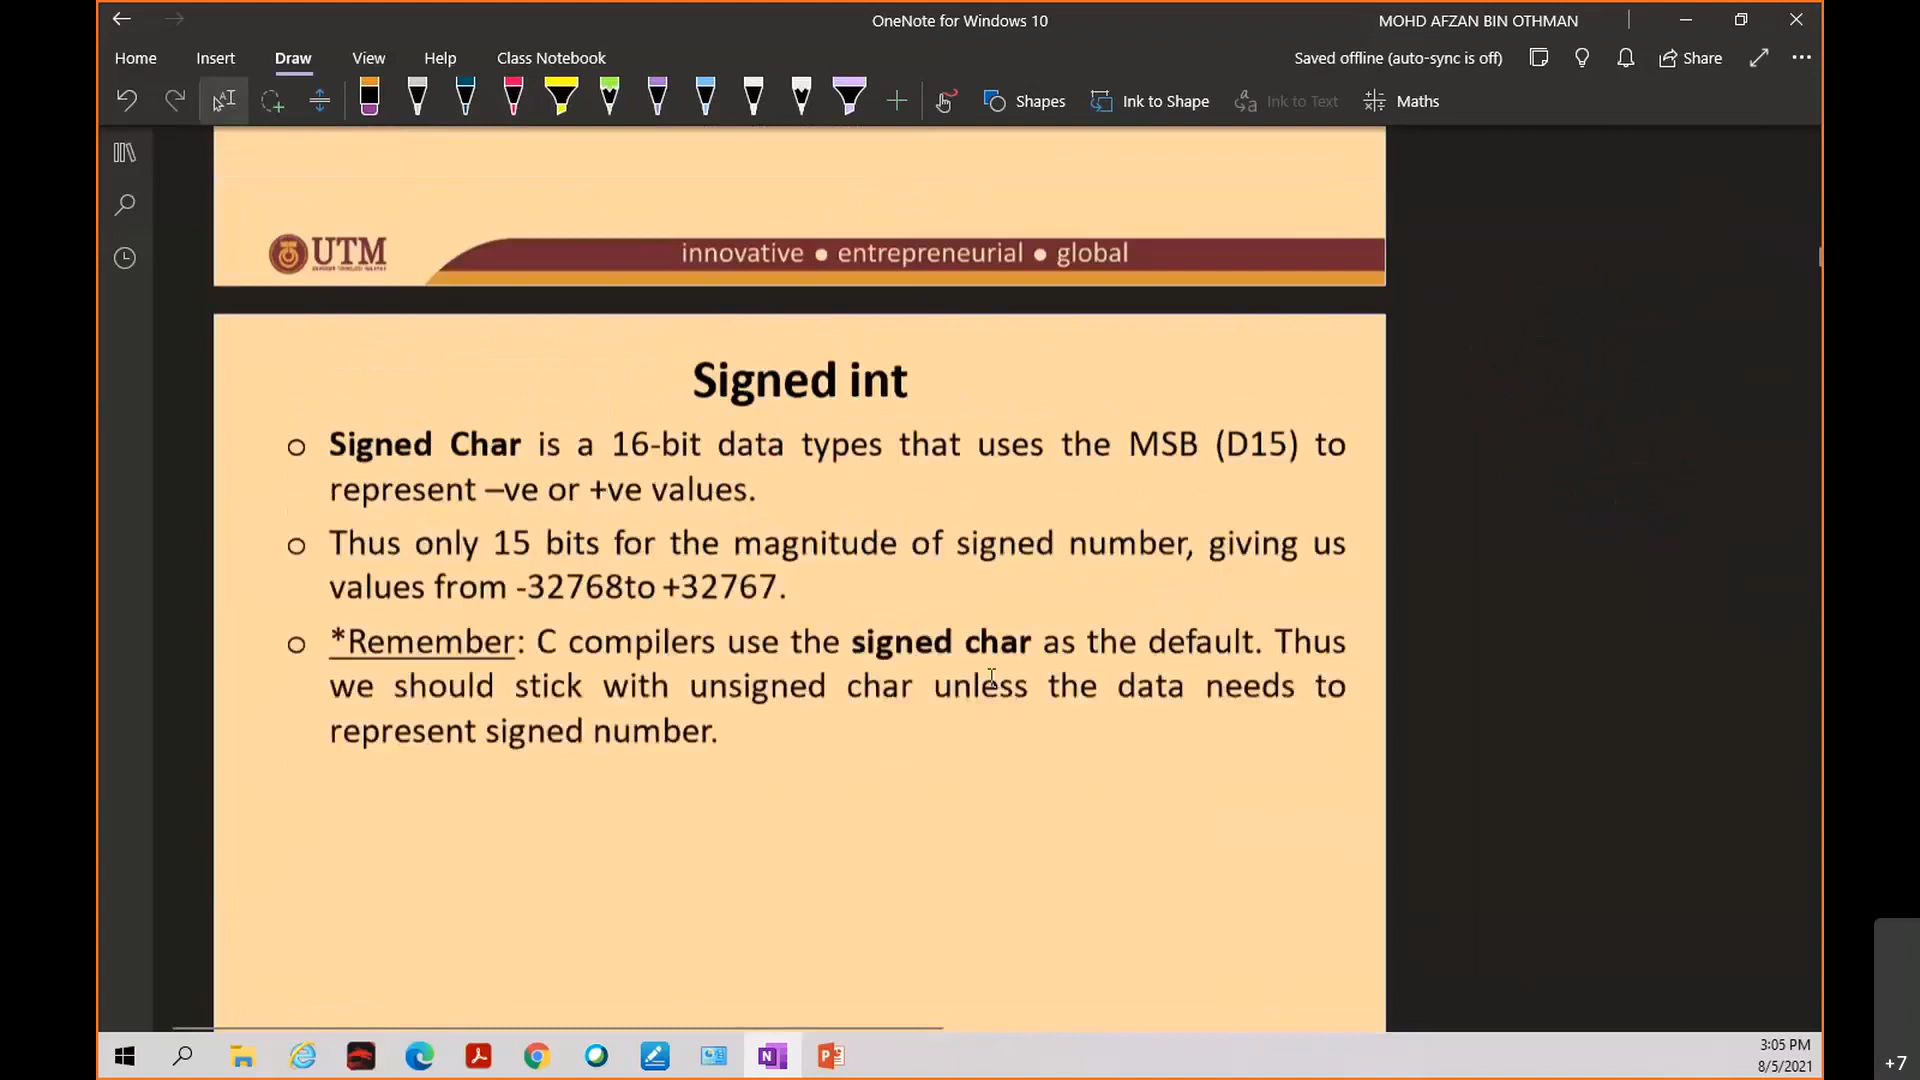 OneNote for Windows 10
MOHD AFZAN BIN OTHMAN
Home Insert Draw View Help Class Notebook
Saved offline (auto-sync is off)
Share
Shapes Ink to Shape Ink to Text Maths
UTM
innovative ● entrepreneurial ● global
Signed int
o Signed Char is a 16-bit data types that uses the MSB (D15) to
represent –ve or +ve values.
o Thus only 15 bits for the magnitude of signed number, giving us
values from -32768to +32767.
o *Remember: C compilers use the signed char as the default. Thus
we should stick with unsigned char unless the data needs to
represent signed number.
3:05 PM
8/5/2021
+7